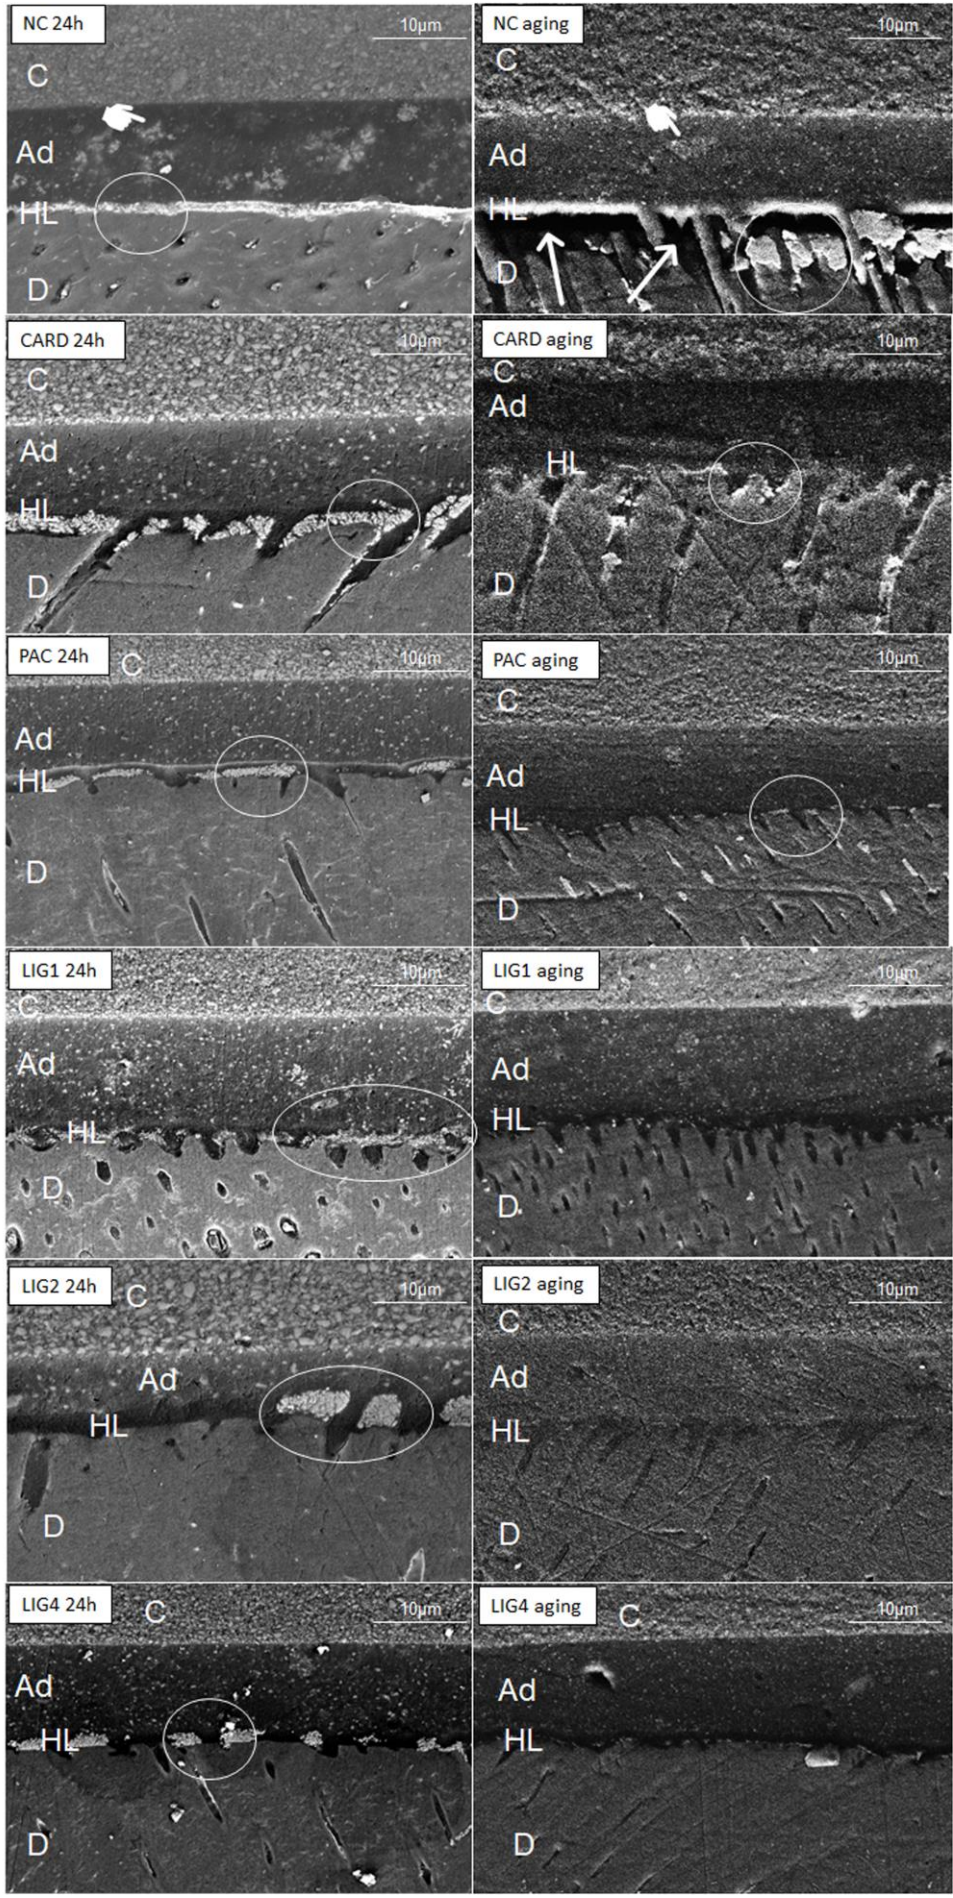 NC 24h
10μm
C
Ad
HL
D
NC aging
10μm
C
Ad
HL
D
CARD 24h
10μm
C
Ad
HL
D
CARD aging
10μm
C
Ad
HL
D
PAC 24h
10μm
C
Ad
HL
D
PAC aging
10μm
C
Ad
HL
D
LIG1 24h
10μm
C
Ad
HL
D
LIG1 aging
10μm
C
Ad
HL
D
LIG2 24h
10μm
C
Ad
HL
D
LIG2 aging
10μm
C
Ad
HL
D
LIG4 24h
10μm
C
Ad
HL
D
LIG4 aging
10μm
C
Ad
HL
D